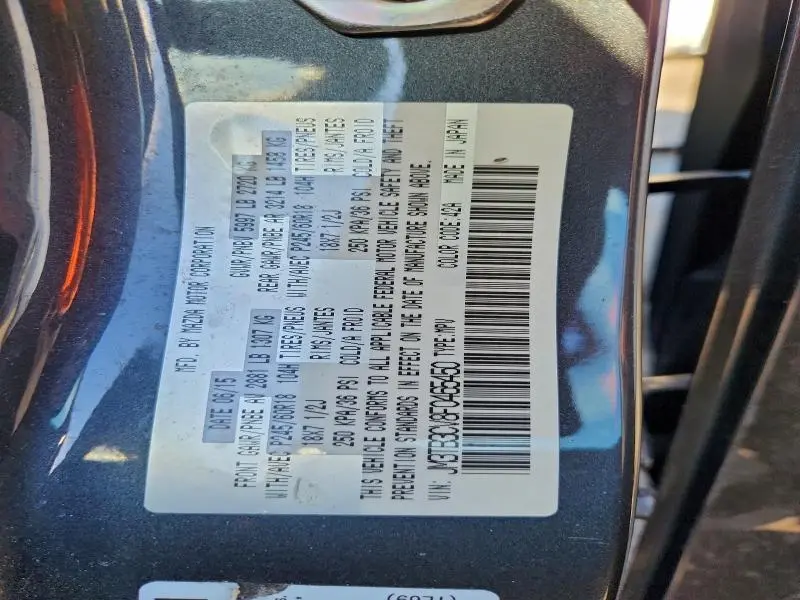 MFD. BY MAZDA MOTOR CORPORATION
DATE 06/15 GVWR/PNBV 5997 LB 2720 KG
FRONT GAWR/PNBE AV 2881 LB 1307 KG REAR GAWR/PNBE AR 3214 LB 1458 KG
WITH/AVEC P245/60R18 104H TIRES/PNEUS WITH/AVEC P245/60R18 104H TIRES/PNEUS
18X7 1/2J RIMS/JANTES 18X7 1/2J RIMS/JANTES
250 KPA/36 PSI COLD/A FROID 250 KPA/36 PSI COLD/A FROID
THIS VEHICLE CONFORMS TO ALL APPLICABLE FEDERAL MOTOR VEHICLE SAFETY AND THEFT
PREVENTION STANDARDS IN EFFECT ON THE DATE OF MANUFACTURE SHOWN ABOVE.
VIN: TYPE:MPV COLOR CODE:42A MADE IN JAPAN